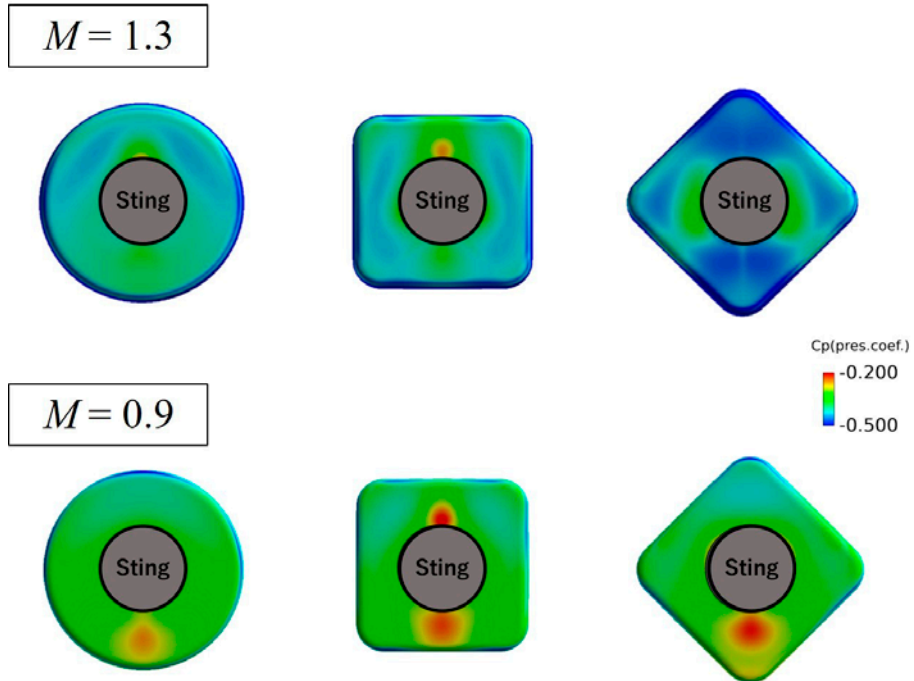 M = 1.3
Sting Sting Sting
Cp(pres.coef.)
-0.200
-0.500
M = 0.9
Sting Sting Sting